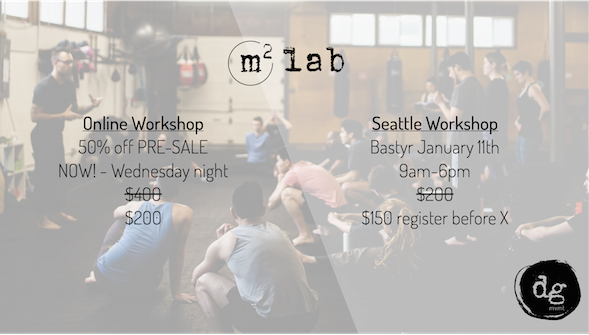 m² lab
Online Workshop
50% off PRE-SALE
NOW! - Wednesday night
$400
$200
Seattle Workshop
Bastyr January 11th
9am-6pm
$200
$150 register before X
dg
mvmt